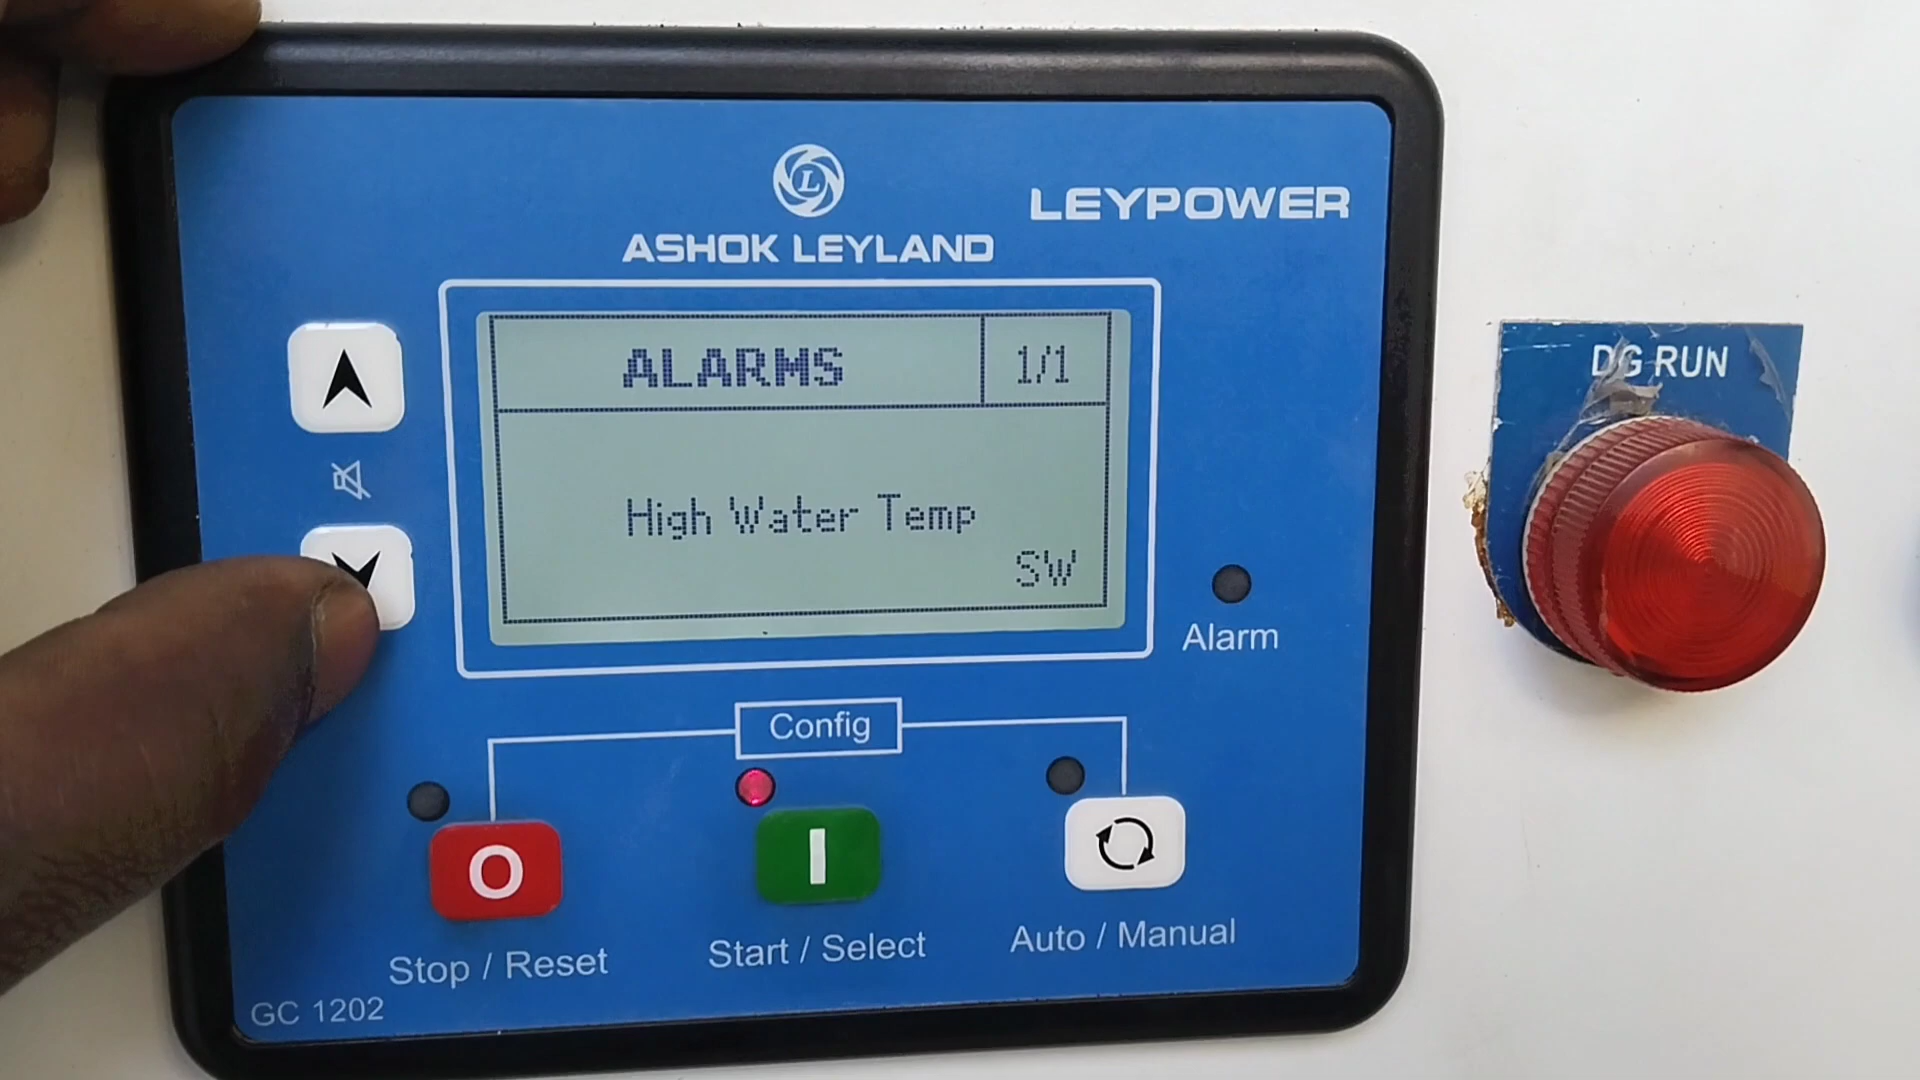 LEYPOWER
ASHOK LEYLAND
ALARMS 1/1
High Water Temp
SW
Alarm
DG RUN
Config
O
I
Stop / Reset
Start / Select
Auto / Manual
GC 1202